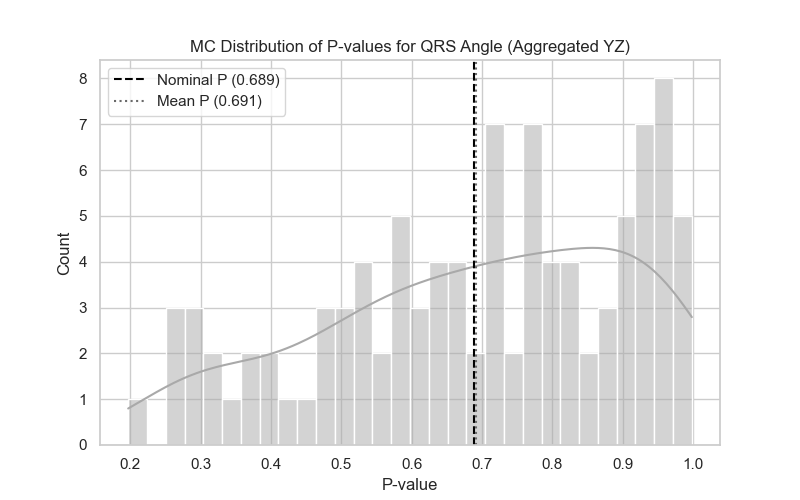 MC Distribution of P-values for QRS Angle (Aggregated YZ)
Nominal P (0.689)
Mean P (0.691)
8
7
6
5
4
3
2
1
0
Count
0.2 0.3 0.4 0.5 0.6 0.7 0.8 0.9 1.0
P-value